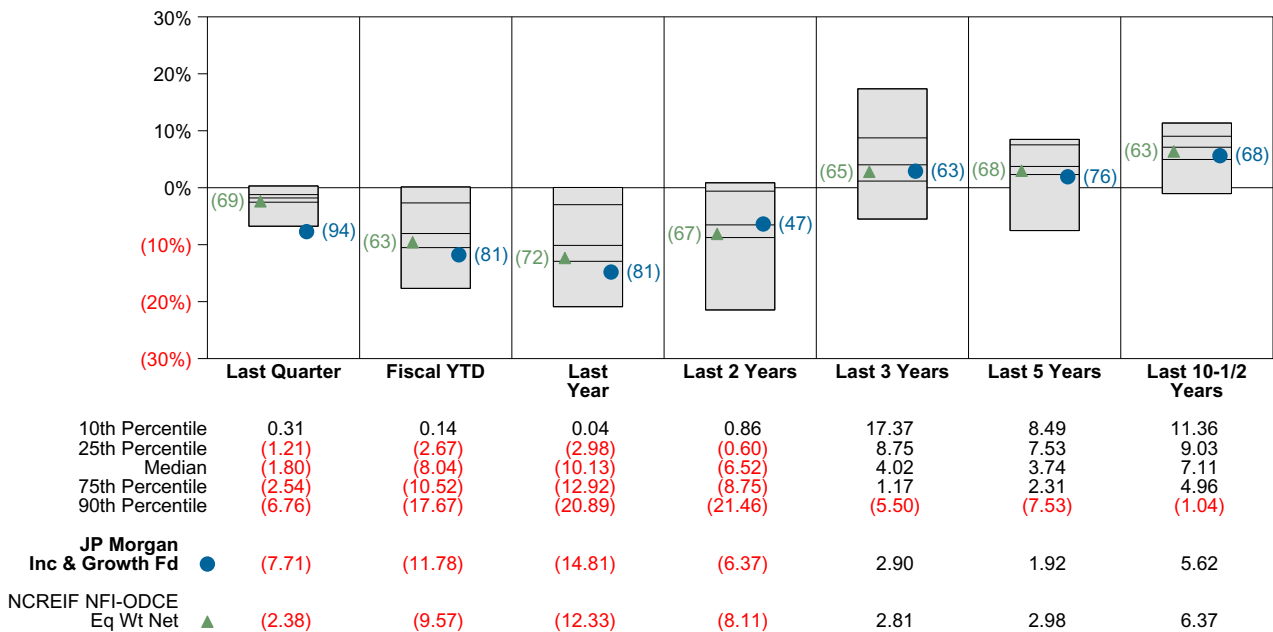 30%
20%
10%
0%
(10%)
(20%)
(30%)
(69)
(94)
(63)
(81)
(72)
(81)
(67)
(47)
(65)
(63)
(68)
(76)
(63)
(68)
Last Quarter Fiscal YTD Last Year Last 2 Years Last 3 Years Last 5 Years Last 10-1/2 Years
10th Percentile 0.31 0.14 0.04 0.86 17.37 8.49 11.36
25th Percentile (1.21) (2.67) (2.98) (0.60) 8.75 7.53 9.03
Median (1.80) (8.04) (10.13) (6.52) 4.02 3.74 7.11
75th Percentile (2.54) (10.52) (12.92) (8.75) 1.17 2.31 4.96
90th Percentile (6.76) (17.67) (20.89) (21.46) (5.50) (7.53) (1.04)
JP Morgan
Inc & Growth Fd (7.71) (11.78) (14.81) (6.37) 2.90 1.92 5.62
NCREIF NFI-ODCE
Eq Wt Net (2.38) (9.57) (12.33) (8.11) 2.81 2.98 6.37